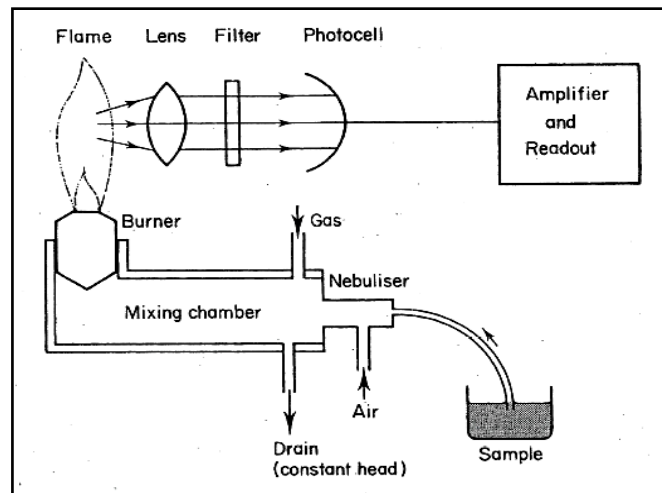 Flame Lens Filter Photocell
Amplifier
and
Readout
Burner
Gas
Nebuliser
Mixing chamber
Air
Drain
(constant head)
Sample